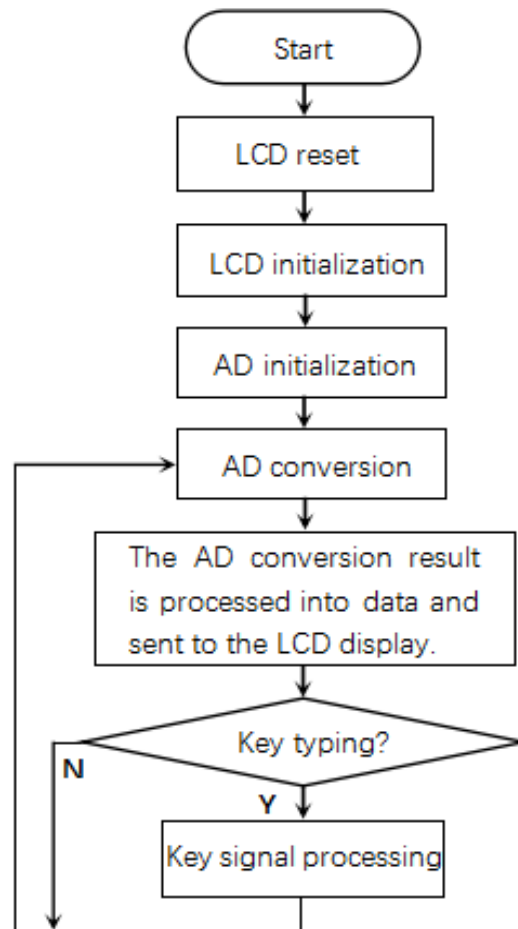 Start
LCD reset
LCD initialization
AD initialization
AD conversion
The AD conversion result
is processed into data and
sent to the LCD display.
Key typing?
N
Y
Key signal processing